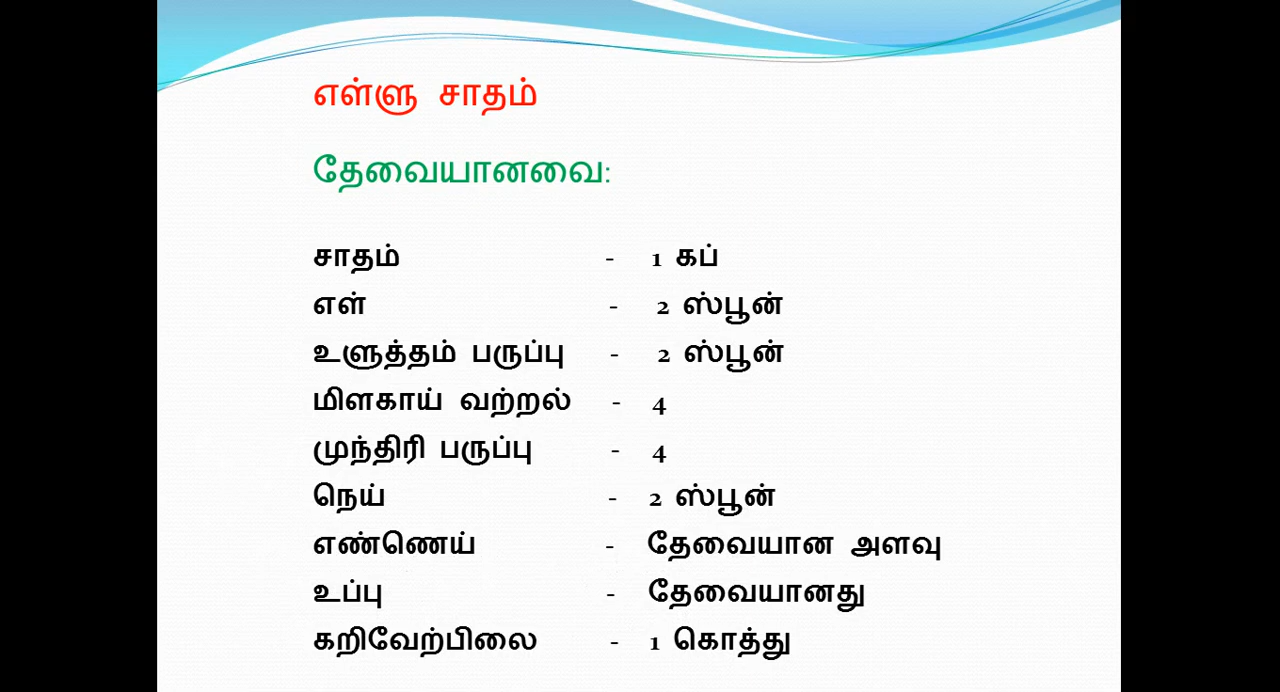 எள்ளு சாதம்
தேவையானவை:
சாதம் - 1 கப்
எள் - 2 ஸ்பூன்
உளுத்தம் பருப்பு - 2 ஸ்பூன்
மிளகாய் வற்றல் - 4
முந்திரி பருப்பு - 4
நெய் - 2 ஸ்பூன்
எண்ணெய் - தேவையான அளவு
உப்பு - தேவையானது
கறிவேற்பிலை - 1 கொத்து